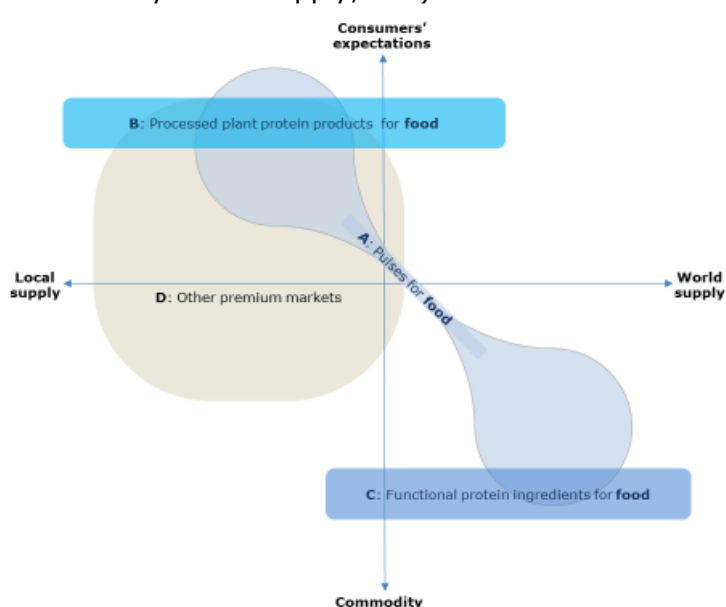 Consumers'
expectations
B: Processed plant protein products for food
A: Pulses for food
Local
supply
World
supply
D: Other premium markets
C: Functional protein ingredients for food
Commodity